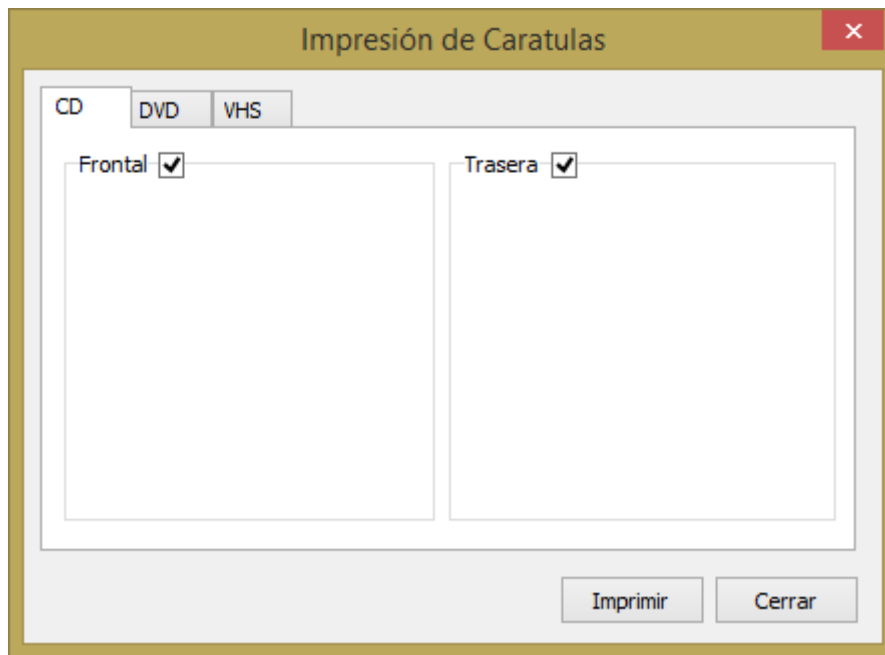 Impresión de Caratulas
CD DVD VHS
Frontal Trasera
Imprimir Cerrar